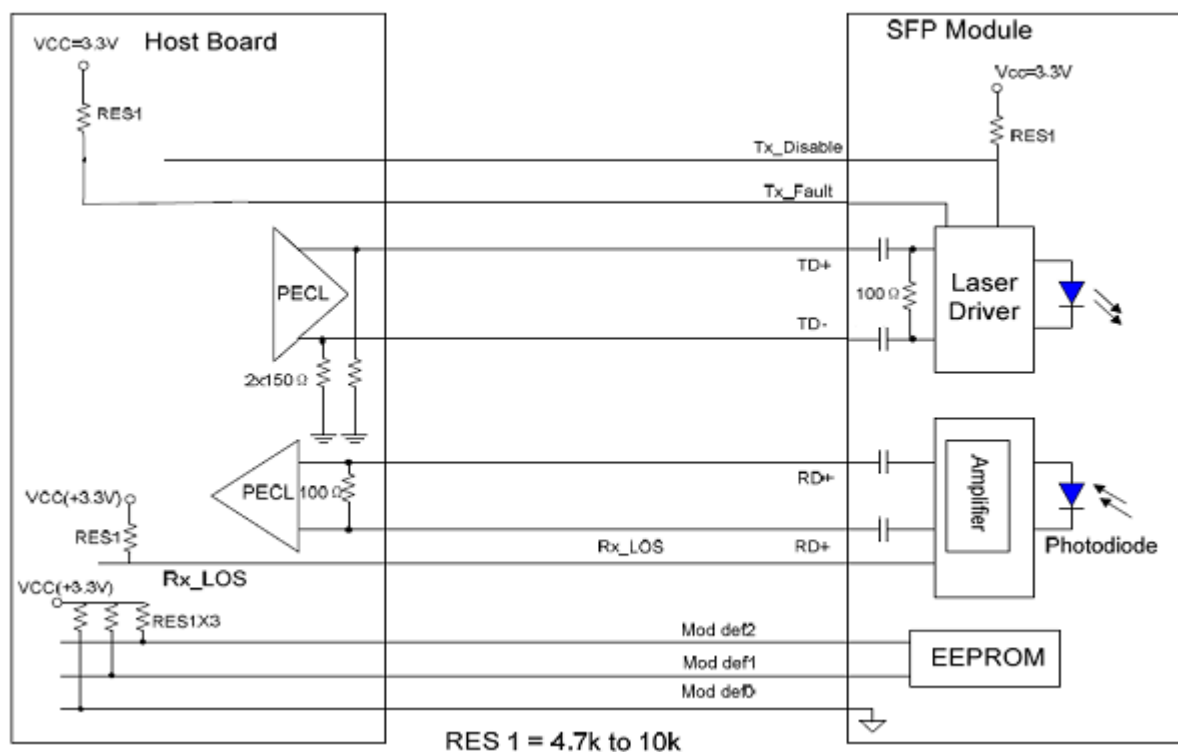 Host Board
SFP Module
VCC=3.3V
Vcc=3.3V
RES1
RES1
Tx_Disable
Tx_Fault
PECL
TD+
100 Ω
Laser
Driver
TD-
2x150 Ω
PECL
100 Ω
RD+
Amplifier
VCC(+3.3V)
RES1
Rx_LOS
RD+
Photodiode
Rx_LOS
VCC(+3.3V)
RES1X3
Mod def2
EEPROM
Mod def1
Mod def0
RES 1 = 4.7k to 10k